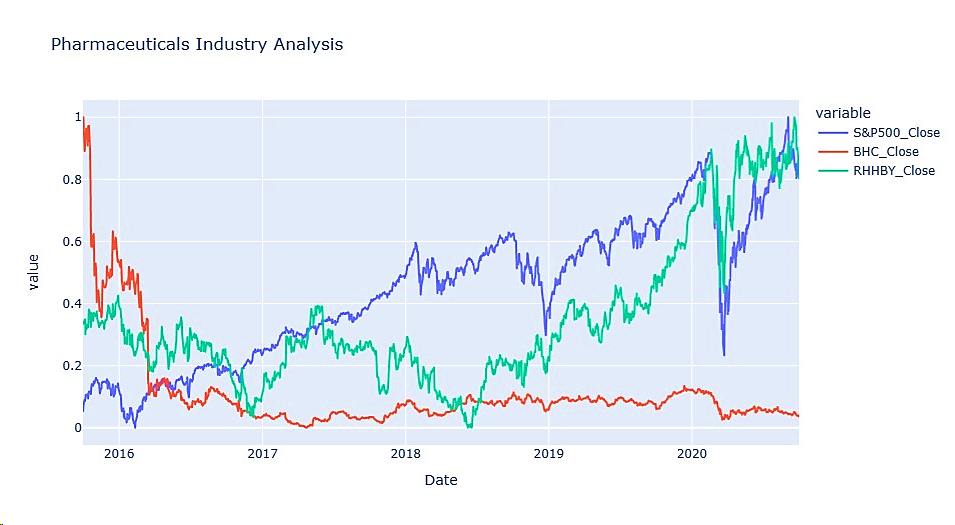 Pharmaceuticals Industry Analysis
variable
S&P500_Close
BHC_Close
RHHBY_Close
value
1
0.8
0.6
0.4
0.2
0
2016 2017 2018 2019 2020
Date